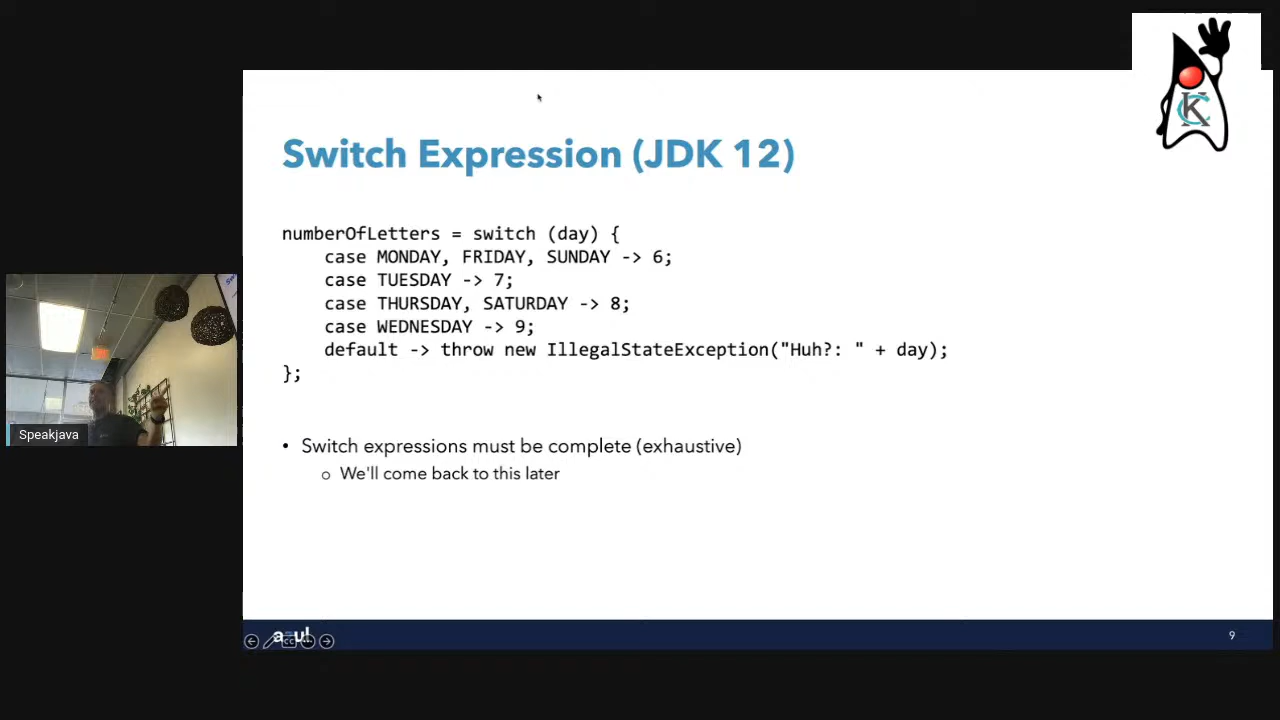 Switch Expression (JDK 12)
numberOfLetters = switch (day) {
case MONDAY, FRIDAY, SUNDAY -> 6;
case TUESDAY -> 7;
case THURSDAY, SATURDAY -> 8;
case WEDNESDAY -> 9;
default -> throw new IllegalStateException("Huh?: " + day);
};
• Switch expressions must be complete (exhaustive)
o We'll come back to this later
Speakjava
azul
9
KC